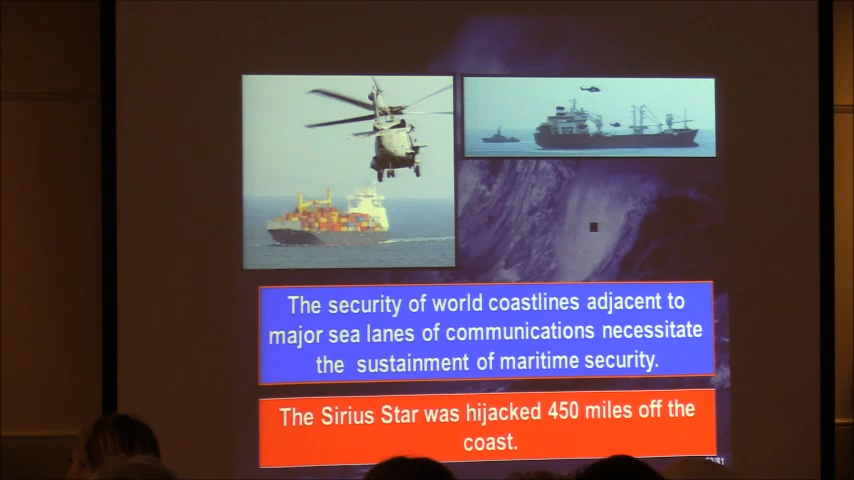 The security of world coastlines adjacent to
major sea lanes of communications necessitate
the sustainment of maritime security.
The Sirius Star was hijacked 450 miles off the
coast.